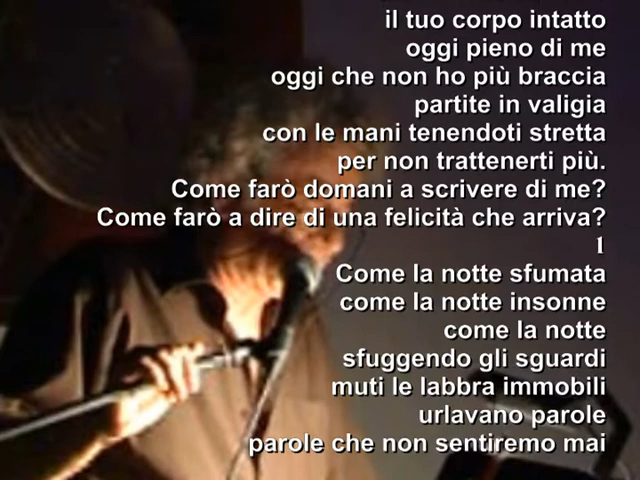 il tuo corpo intatto
oggi pieno di me
oggi che non ho più braccia
partite in valigia
con le mani tenendoti stretta
per non trattenerti più.
Come farò domani a scrivere di me?
Come farò a dire di una felicità che arriva?
1
Come la notte sfumata
come la notte insonne
come la notte
sfuggendo gli sguardi
muti le labbra immobili
urlavano parole
parole che non sentiremo mai